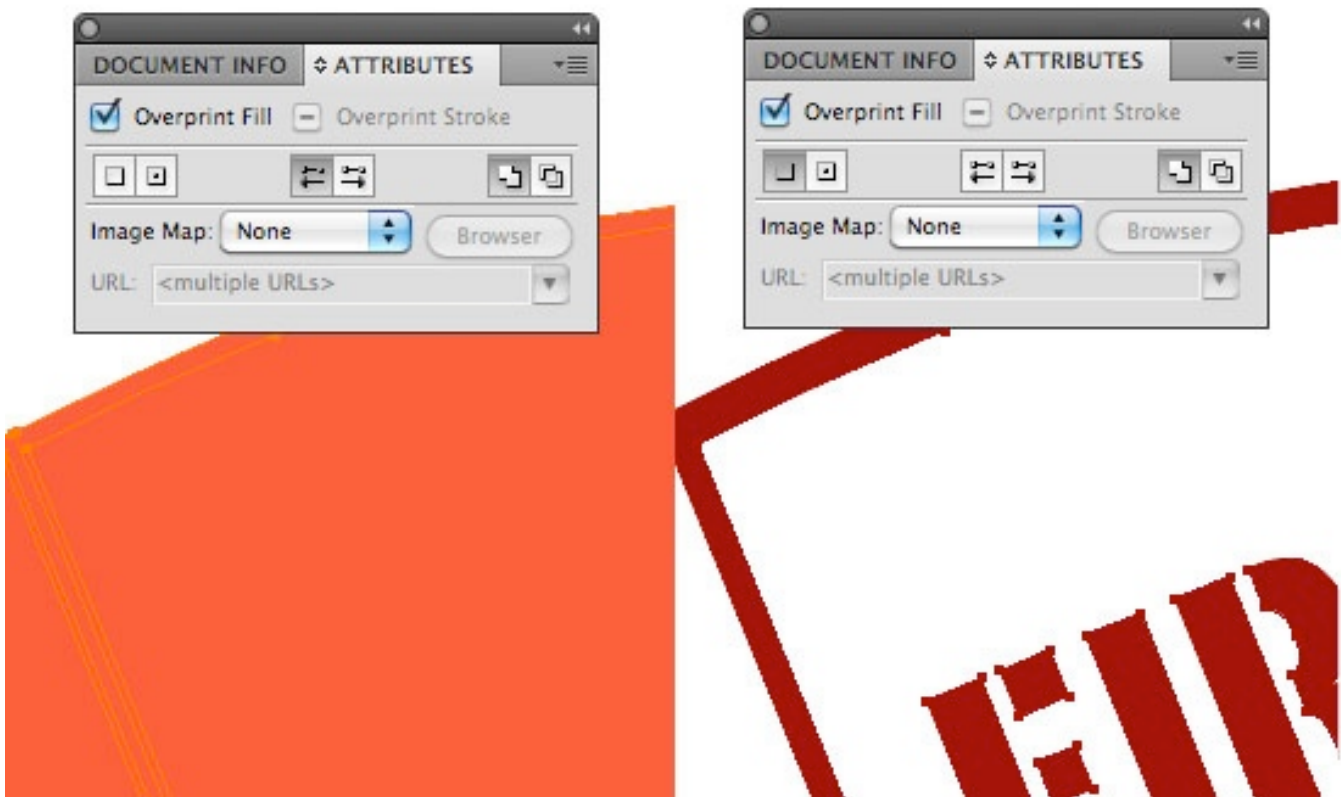 DOCUMENT INFO ATTRIBUTES
Overprint Fill Overprint Stroke
Image Map: None Browser
URL: <multiple URLs>
DOCUMENT INFO ATTRIBUTES
Overprint Fill Overprint Stroke
Image Map: None Browser
URL: <multiple URLs>